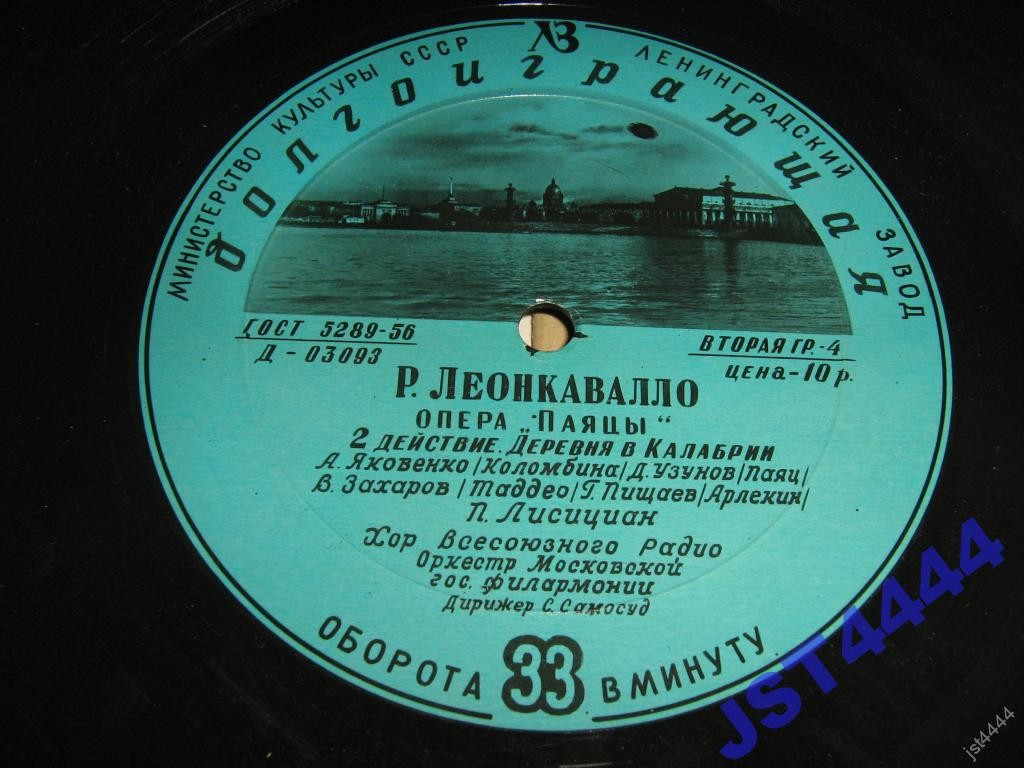 МИНИСТЕРСТВО КУЛЬТУРЫ СССР ЛЗ ЛЕНИНГРАДСКИЙ ЗАВОД
долгоиграющая
ГОСТ 5289-56
Д-03093
ВТОРАЯ ГР.-4
ЦЕНА-10 р.
Р. ЛЕОНКАВАЛЛО
ОПЕРА „ПАЯЦЫ“
2 ДЕЙСТВИЕ. ДЕРЕВНЯ В КАЛАБРИИ
А. Яковенко/Коломбина/Д. Узунов/Паяц/
В. Захаров/Таддео/Г. Пищаев/Арлекин/
П. Лисициан
Хор Всесоюзного Радио
Оркестр Московской
гос. филармонии
Дирижер С. Самосуд
ОБОРОТА 33 В МИНУТУ.
JST4444
jst4444